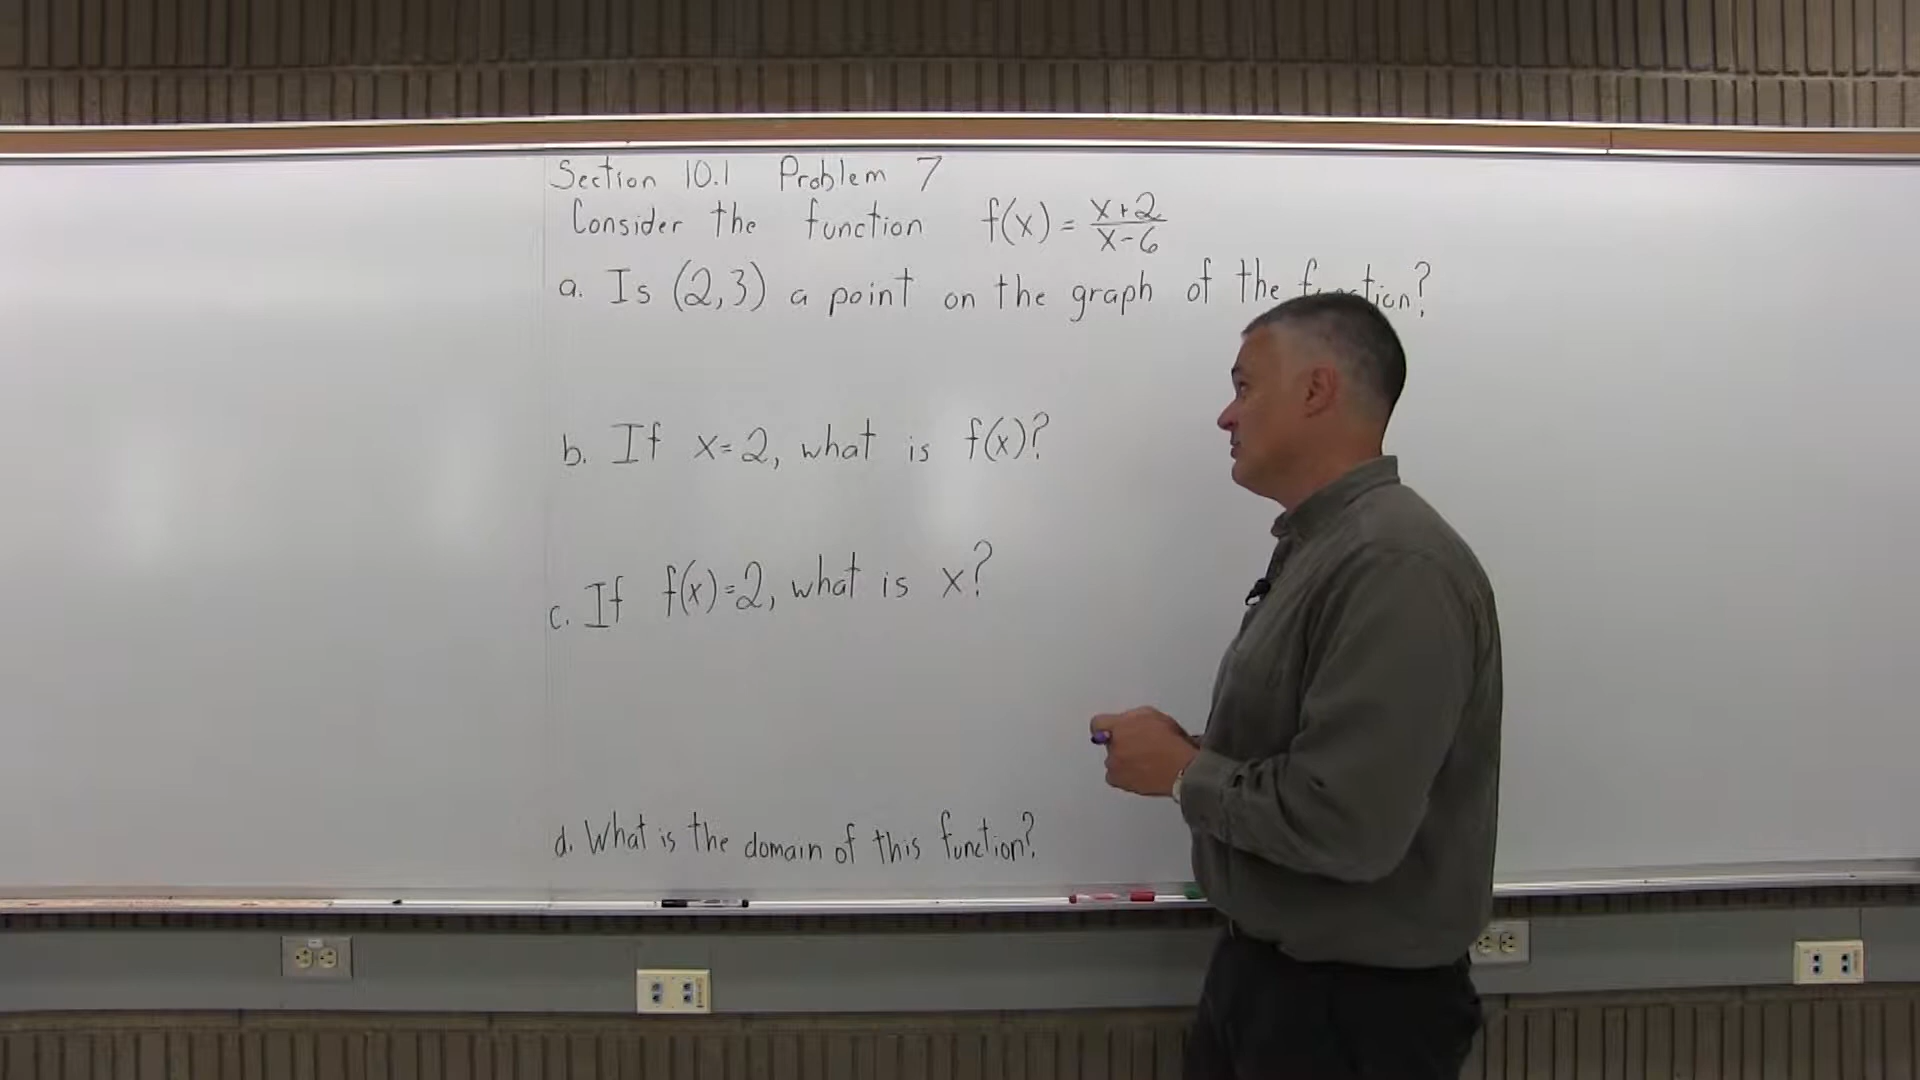 Section 10.1 Problem 7
Consider the function f(x) = x+2/x-6
a. Is (2,3) a point on the graph of the function?
b. If x=2, what is f(x)?
c. If f(x)=2, what is x?
d. What is the domain of this function?